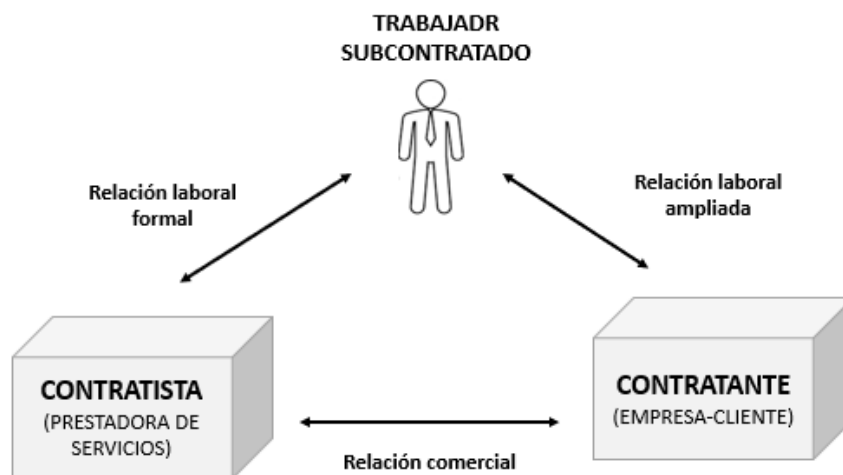 TRABAJADR
SUBCONTRATADO
Relación laboral
formal
Relación laboral
ampliada
CONTRATISTA
(PRESTADORA DE
SERVICIOS)
CONTRATANTE
(EMPRESA-CLIENTE)
Relación comercial